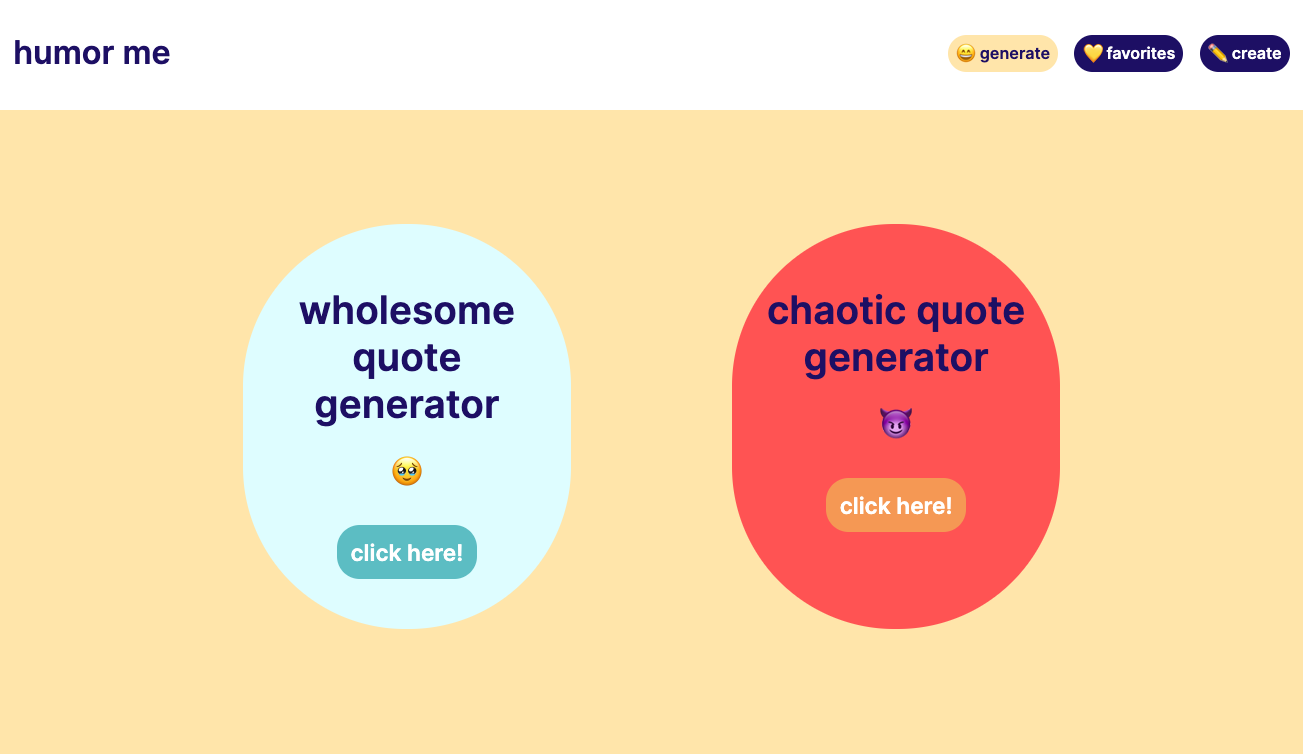 humor me
😄 generate
💛 favorites
✏️ create
wholesome
quote
generator
🥹
click here!
chaotic quote
generator
😈
click here!